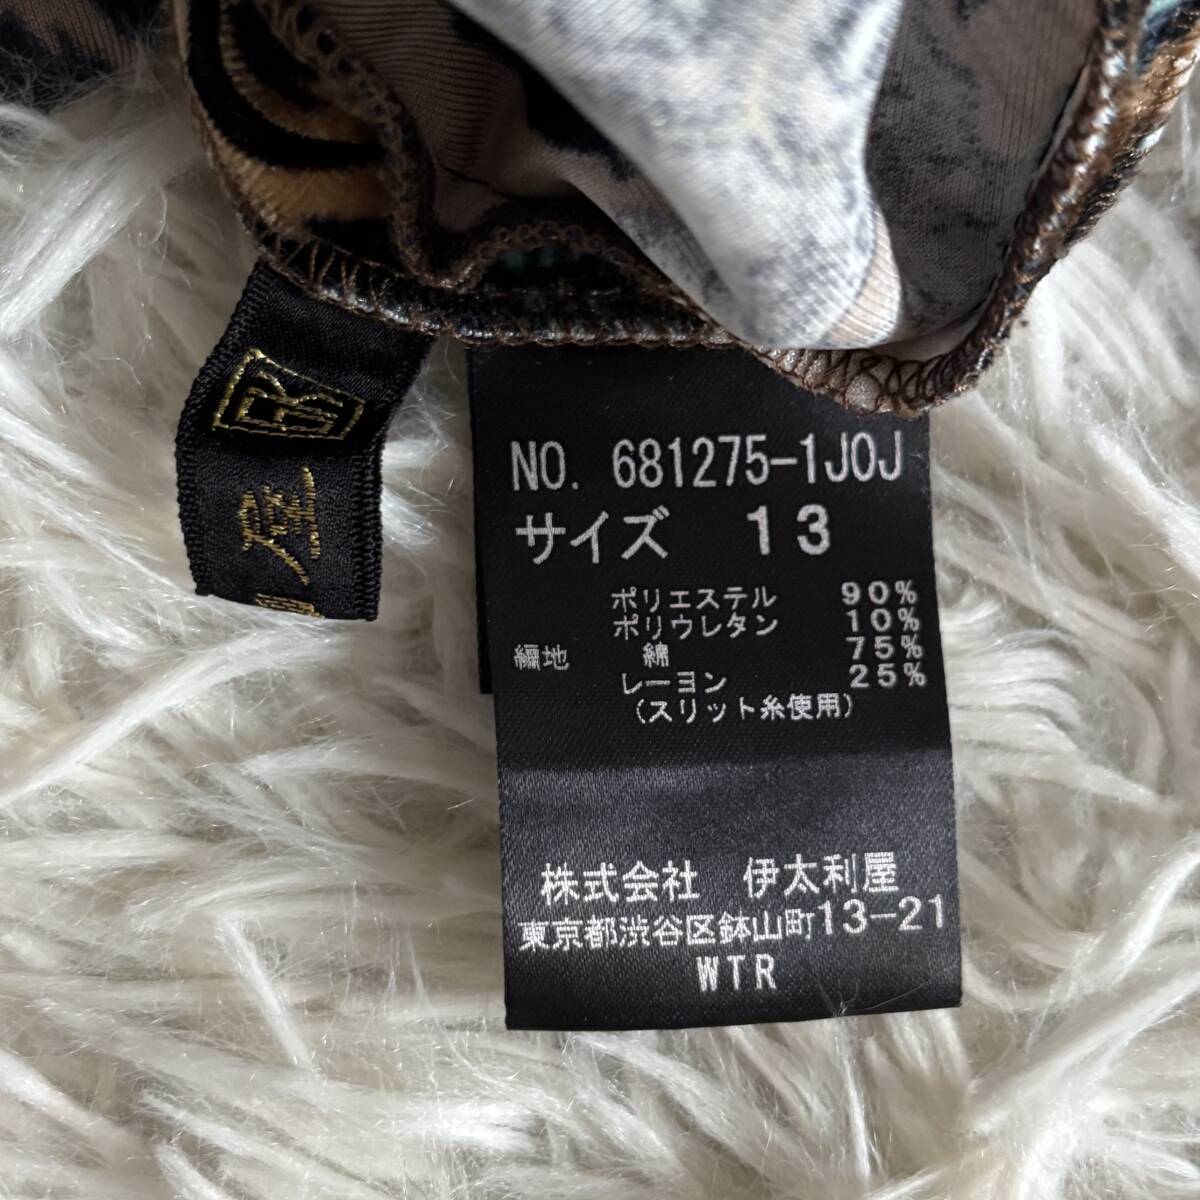 NO. 681275-1J0J
サイズ 13
ポリエステル 90%
ポリウレタン 10%
編地 綿 75%
レーヨン 25%
(スリット糸使用)
株式会社 伊太利屋
東京都渋谷区鉢山町13-21
WTR
屋